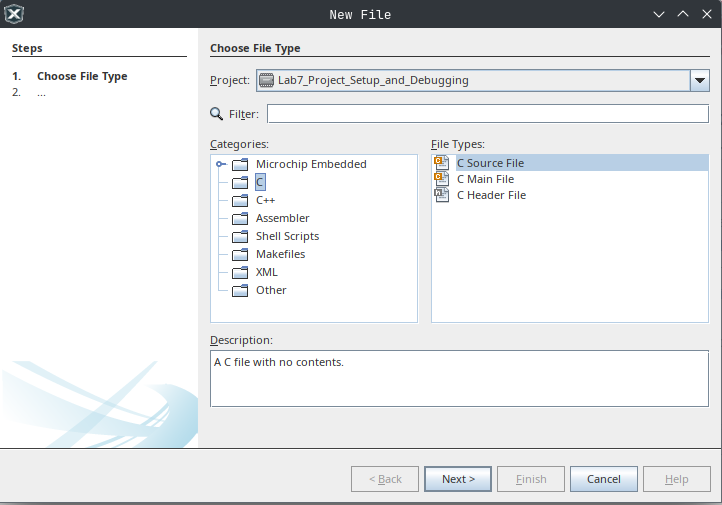 New File
Steps
1. Choose File Type
2. ...
Choose File Type
Project: Lab7_Project_Setup_and_Debugging
Filter:
Categories:
Microchip Embedded
C
C++
Assembler
Shell Scripts
Makefiles
XML
Other
File Types:
C Source File
C Main File
C Header File
Description:
A C file with no contents.
< Back
Next >
Finish
Cancel
Help